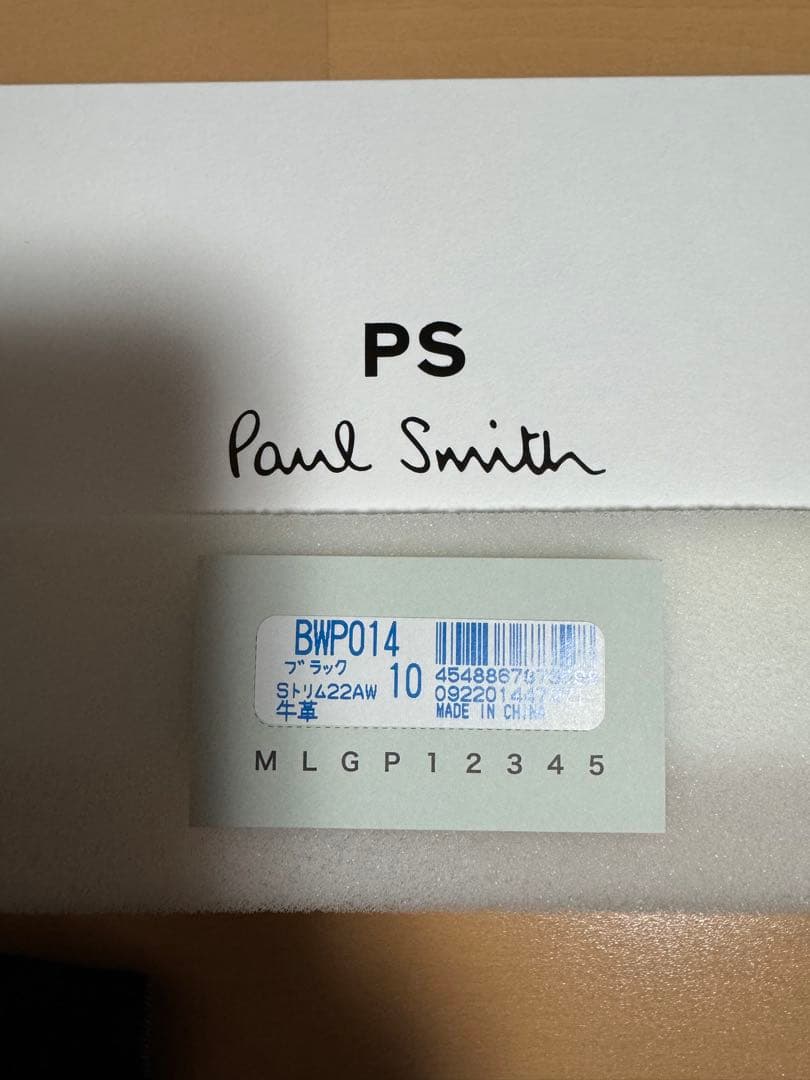 PS
Paul Smith
BWP014
ブラック
Sトリム22AW 10
牛革
MADE IN CHINA
M L G P 1 2 3 4 5